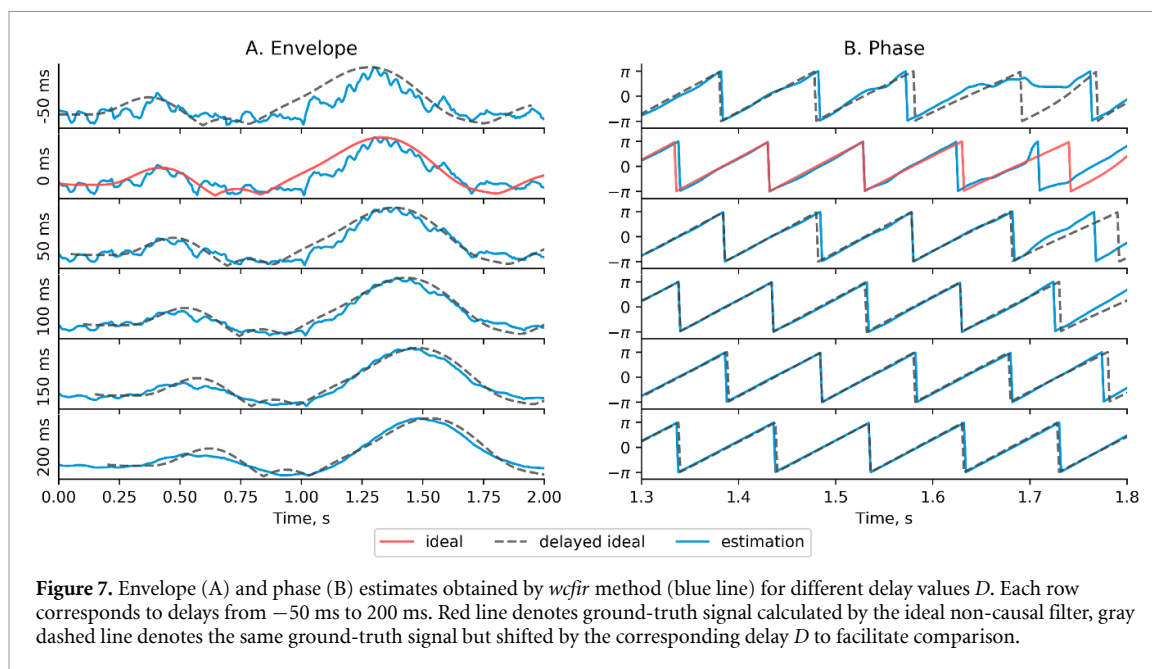 A. Envelope
B. Phase
-50 ms
π
0
−π
0 ms
π
0
−π
50 ms
π
0
−π
100 ms
π
0
−π
150 ms
π
0
−π
200 ms
π
0
−π
0.00 0.25 0.50 0.75 1.00 1.25 1.50 1.75 2.00
1.3 1.4 1.5 1.6 1.7 1.8
Time, s
Time, s
ideal delayed ideal estimation
Figure 7. Envelope (A) and phase (B) estimates obtained by wcfir method (blue line) for different delay values D. Each row
corresponds to delays from −50 ms to 200 ms. Red line denotes ground-truth signal calculated by the ideal non-causal filter, gray
dashed line denotes the same ground-truth signal but shifted by the corresponding delay D to facilitate comparison.